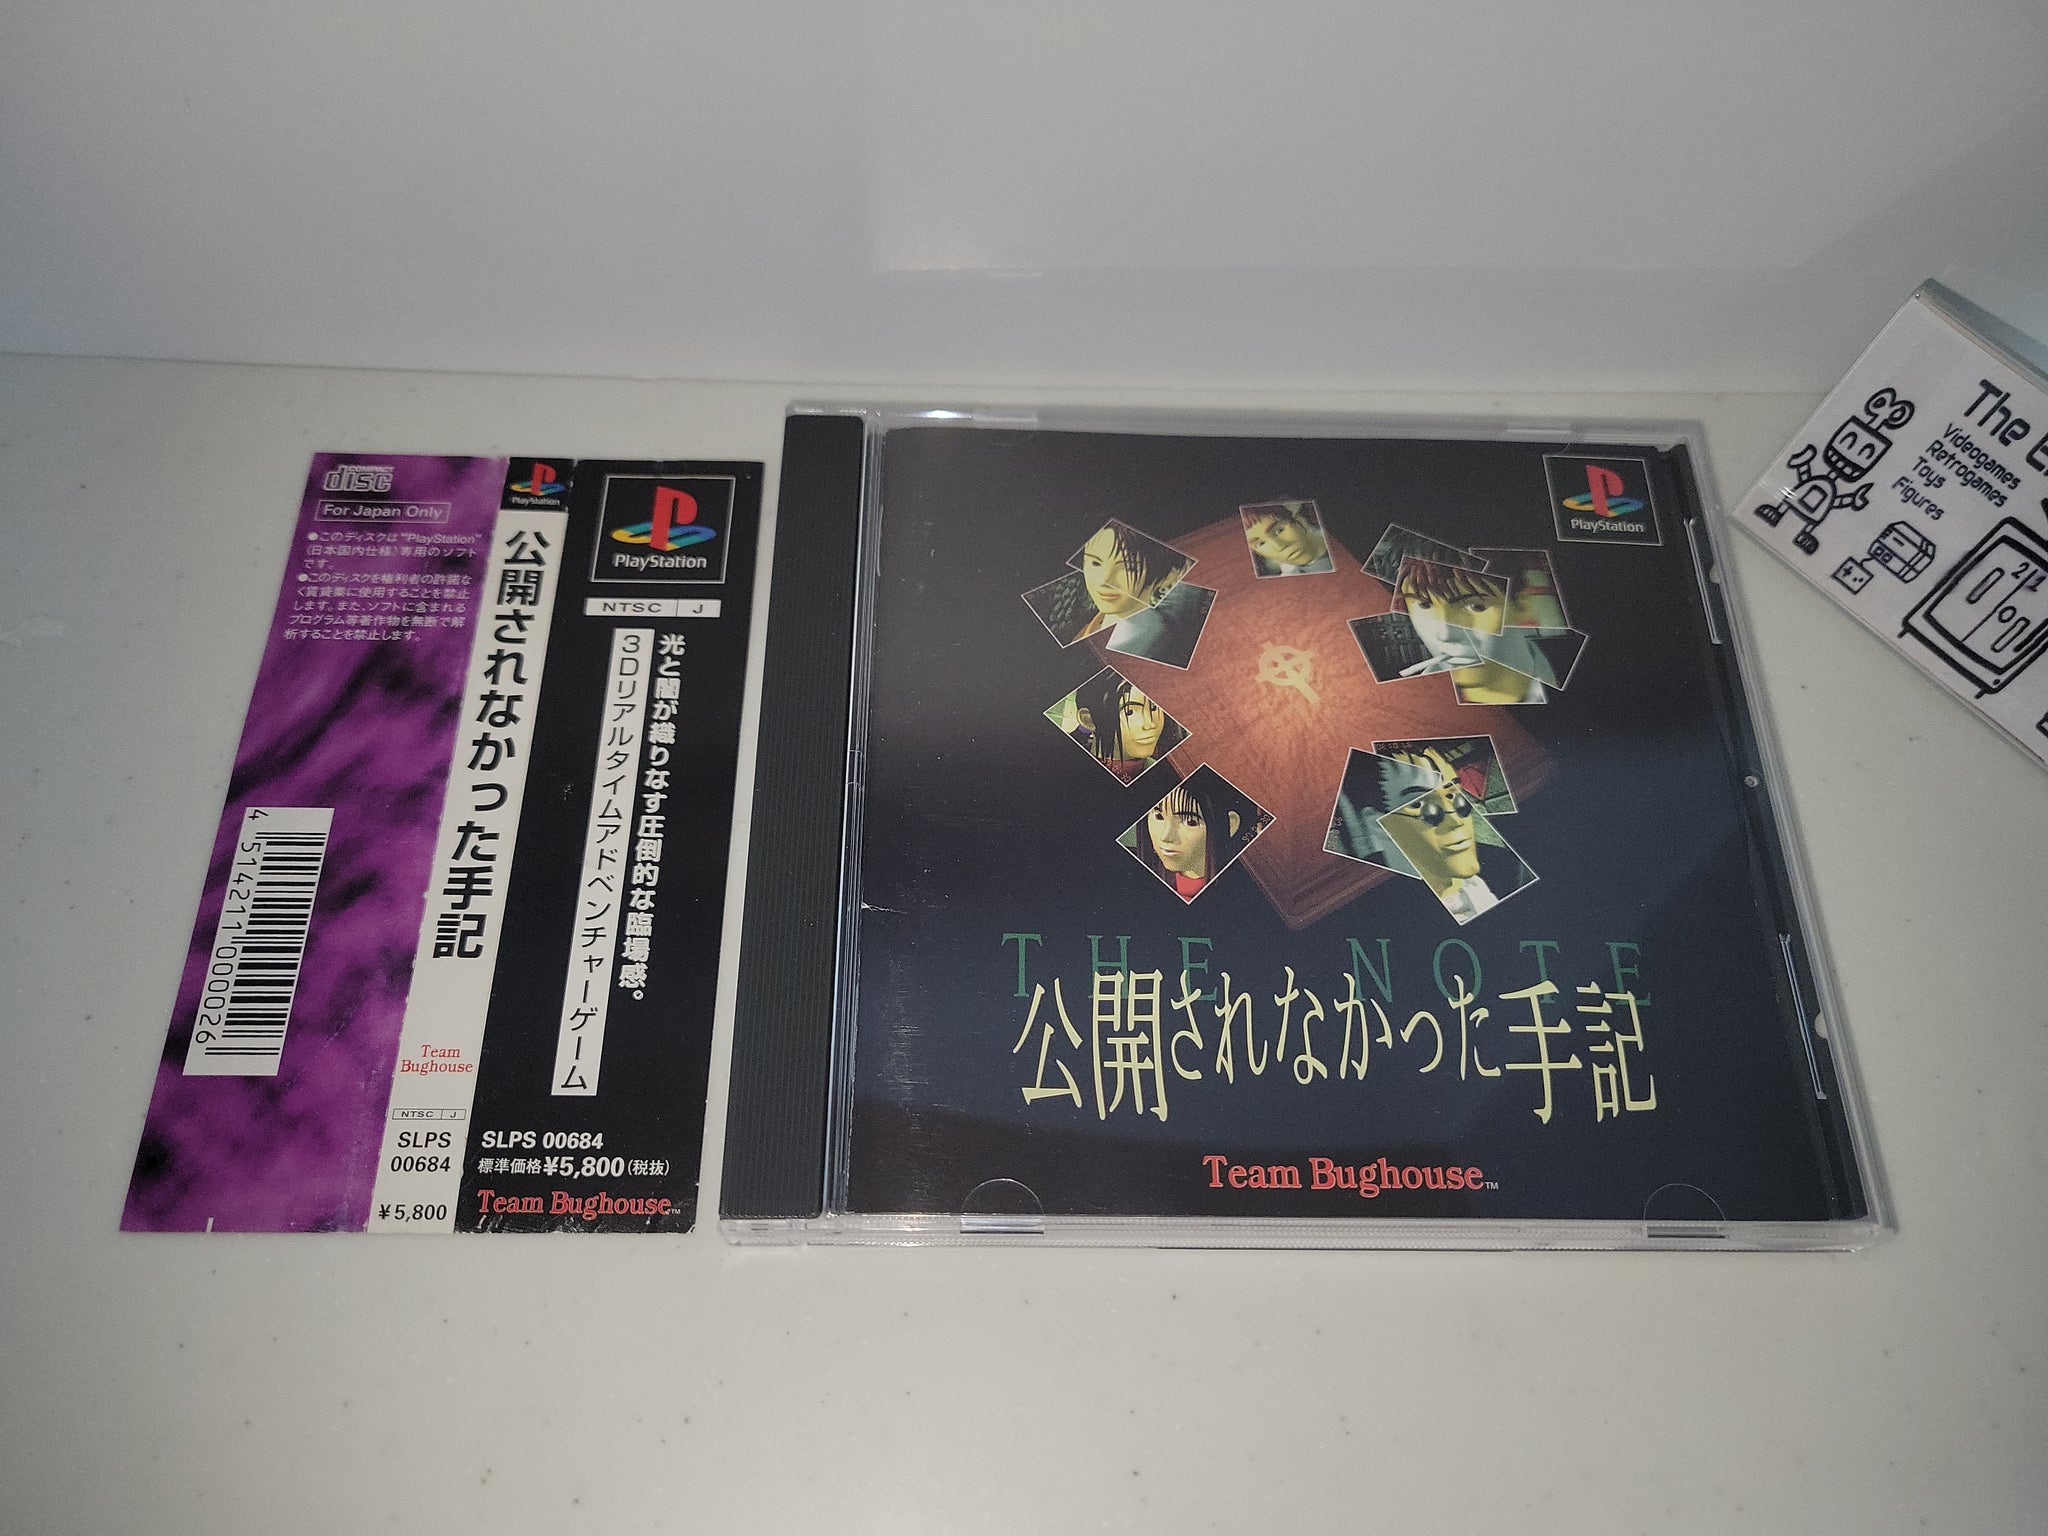 COMPACT
disc
For Japan Only
●このディスクは"PlayStation"
(日本国内仕様)専用のソフト
です。
●このディスクを権利者の許諾な
く賃貸業に使用することを禁止
します。また、ソフトに含まれる
プログラム等著作物を無断で解
析することを禁止します。
4 514211 000026
PlayStation
公開されなかった手記
Team
Bughouse
NTSC J
SLPS
00684
¥5,800
PlayStation
NTSC J
光と闇が織りなす圧倒的な臨場感。
3Dリアルタイムアドベンチャーゲーム
SLPS 00684
標準価格¥5,800(税抜)
Team Bughouse™
PlayStation
THE NOTE
公開されなかった手記
Team Bughouse™
The
Videogames
Retrogames
Toys
Figures